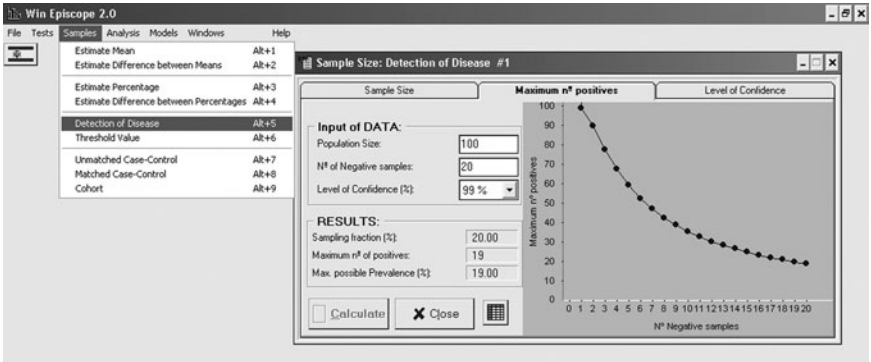 Win Episcope 2.0
File Tests Samples Analysis Models Windows Help
Estimate Mean Alt+1
Estimate Difference between Means Alt+2
Estimate Percentage Alt+3
Estimate Difference between Percentages Alt+4
Detection of Disease Alt+5
Threshold Value Alt+6
Unmatched Case-Control Alt+7
Matched Case-Control Alt+8
Cohort Alt+9
Sample Size: Detection of Disease #1
Sample Size Maximum nº positives Level of Confidence
Input of DATA:
Population Size: 100
Nº of Negative samples: 20
Level of Confidence (%): 99 %
RESULTS:
Sampling fraction (%): 20.00
Maximum nº of positives: 19
Max. possible Prevalence (%): 19.00
Calculate Close
Maximum nº positives
100
90
80
70
60
50
40
30
20
10
0
0 1 2 3 4 5 6 7 8 9 10 11 12 13 14 15 16 17 18 19 20
Nº Negative samples